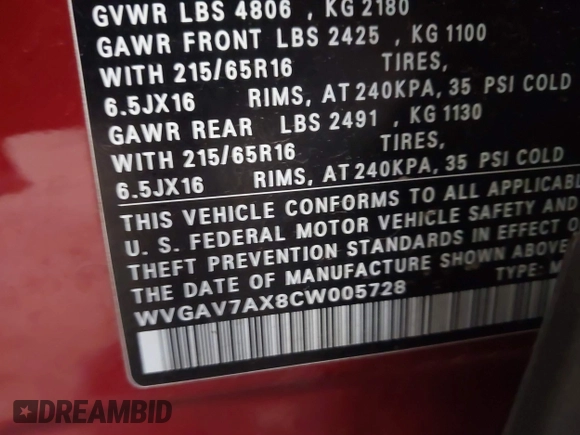 GVWR LBS 4806 , KG 2180
GAWR FRONT LBS 2425 , KG 1100
WITH 215/65R16 TIRES,
6.5JX16 RIMS, AT 240KPA, 35 PSI COLD
GAWR REAR LBS 2491 , KG 1130
WITH 215/65R16 TIRES,
6.5JX16 RIMS, AT 240KPA, 35 PSI COLD
THIS VEHICLE CONFORMS TO ALL APPLICABL
U. S. FEDERAL MOTOR VEHICLE SAFETY AND
THEFT PREVENTION STANDARDS IN EFFECT O
THE DATE OF MANUFACTURE SHOWN ABOVE
WVGAV7AX8CW005728 TYPE: M
DREAMBID